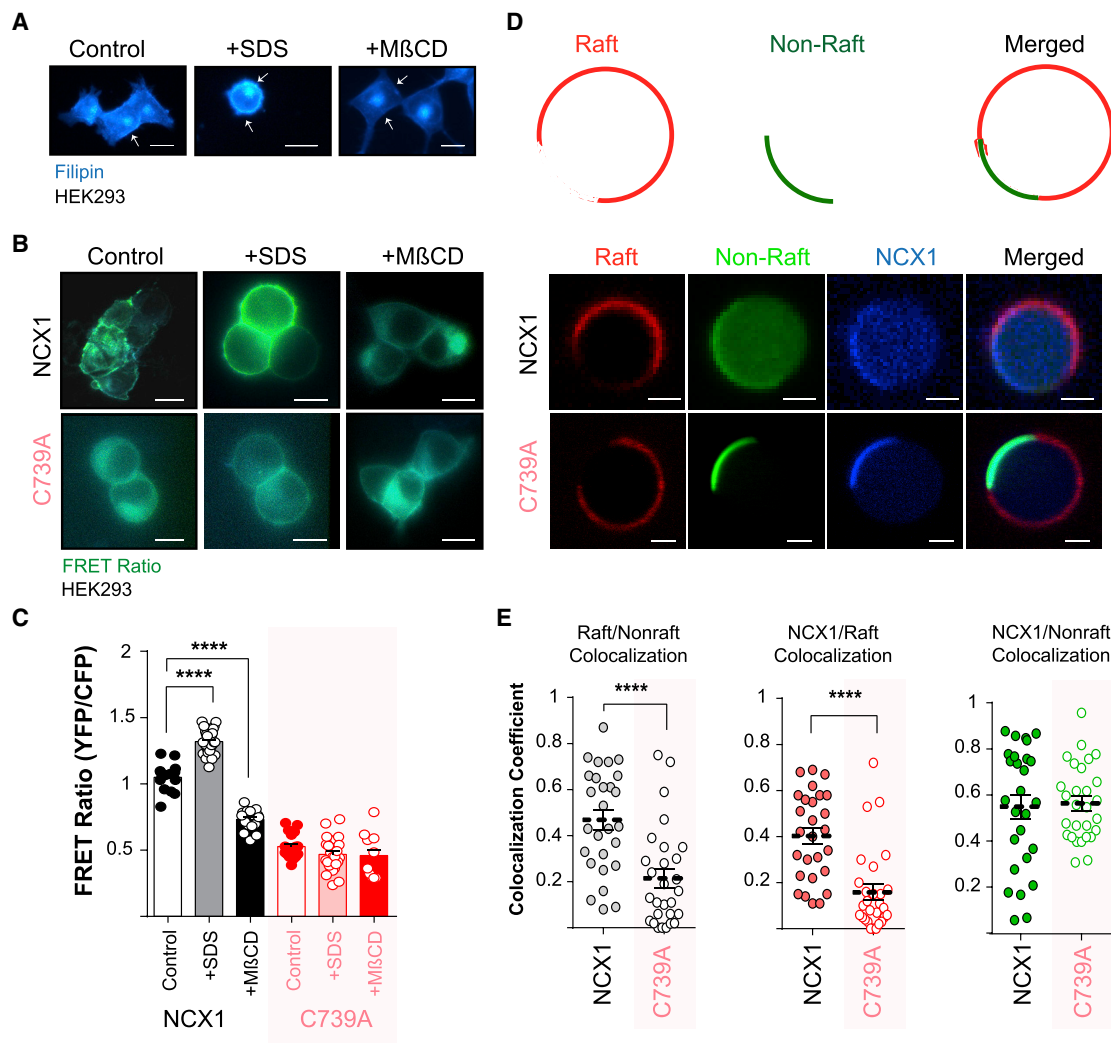 A
Control
+SDS
+MßCD
Filipin
HEK293
B
Control
+SDS
+MßCD
NCX1
C739A
FRET Ratio
HEK293
C
FRET Ratio (YFP/CFP)
2
1.5
1
0.5
****
****
Control
+SDS
+MßCD
Control
+SDS
+MßCD
NCX1
C739A
D
Raft
Non-Raft
Merged
Raft
Non-Raft
NCX1
Merged
NCX1
C739A
E
Raft/Nonraft
Colocalization
Colocalization Coefficient
1
0.8
0.6
0.4
0.2
****
NCX1
C739A
NCX1/Raft
Colocalization
1
0.8
0.6
0.4
0.2
****
NCX1
C739A
NCX1/Nonraft
Colocalization
1
0.8
0.6
0.4
0.2
NCX1
C739A